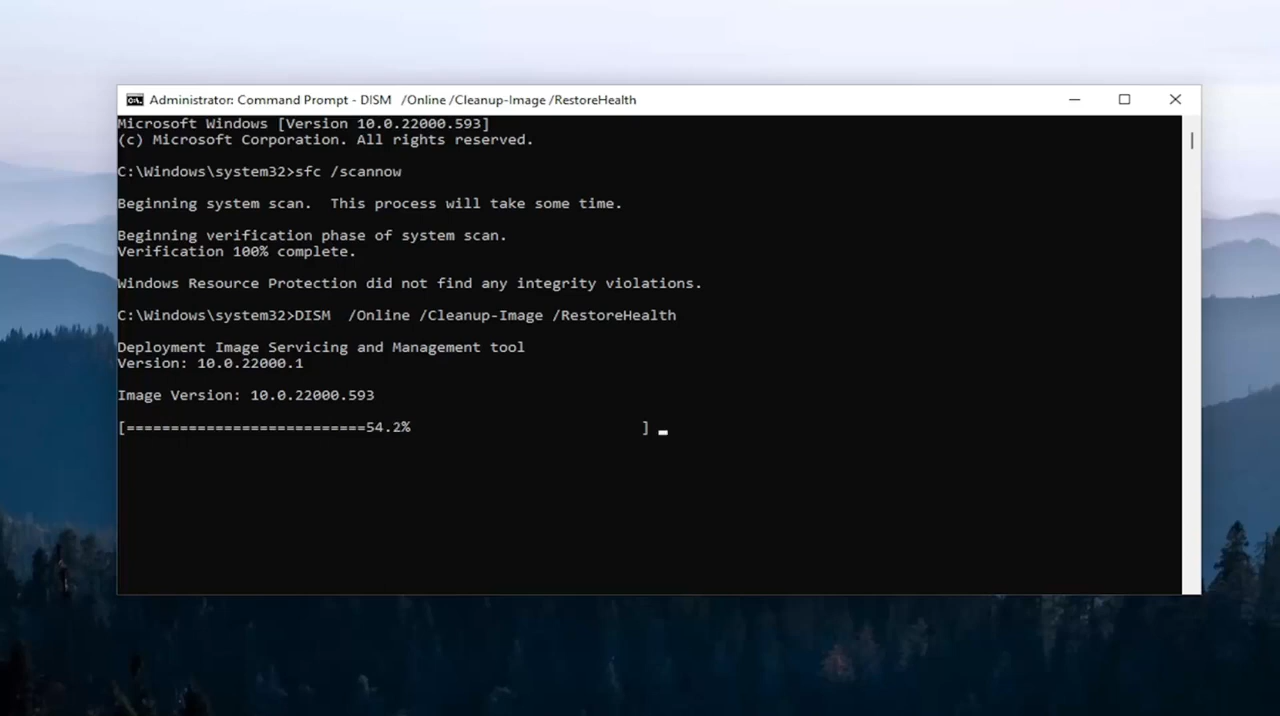 Administrator: Command Prompt - DISM  /Online /Cleanup-Image /RestoreHealth
Microsoft Windows [Version 10.0.22000.593]
(c) Microsoft Corporation. All rights reserved.
C:\Windows\system32>sfc /scannow
Beginning system scan.  This process will take some time.
Beginning verification phase of system scan.
Verification 100% complete.
Windows Resource Protection did not find any integrity violations.
C:\Windows\system32>DISM  /Online /Cleanup-Image /RestoreHealth
Deployment Image Servicing and Management tool
Version: 10.0.22000.1
Image Version: 10.0.22000.593
[===========================54.2%                          ]